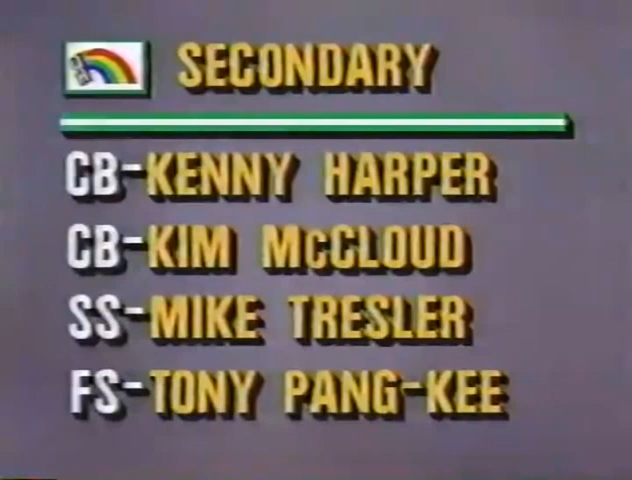 SECONDARY
CB-KENNY HARPER
CB-KIM McCLOUD
SS-MIKE TRESLER
FS-TONY PANG-KEE